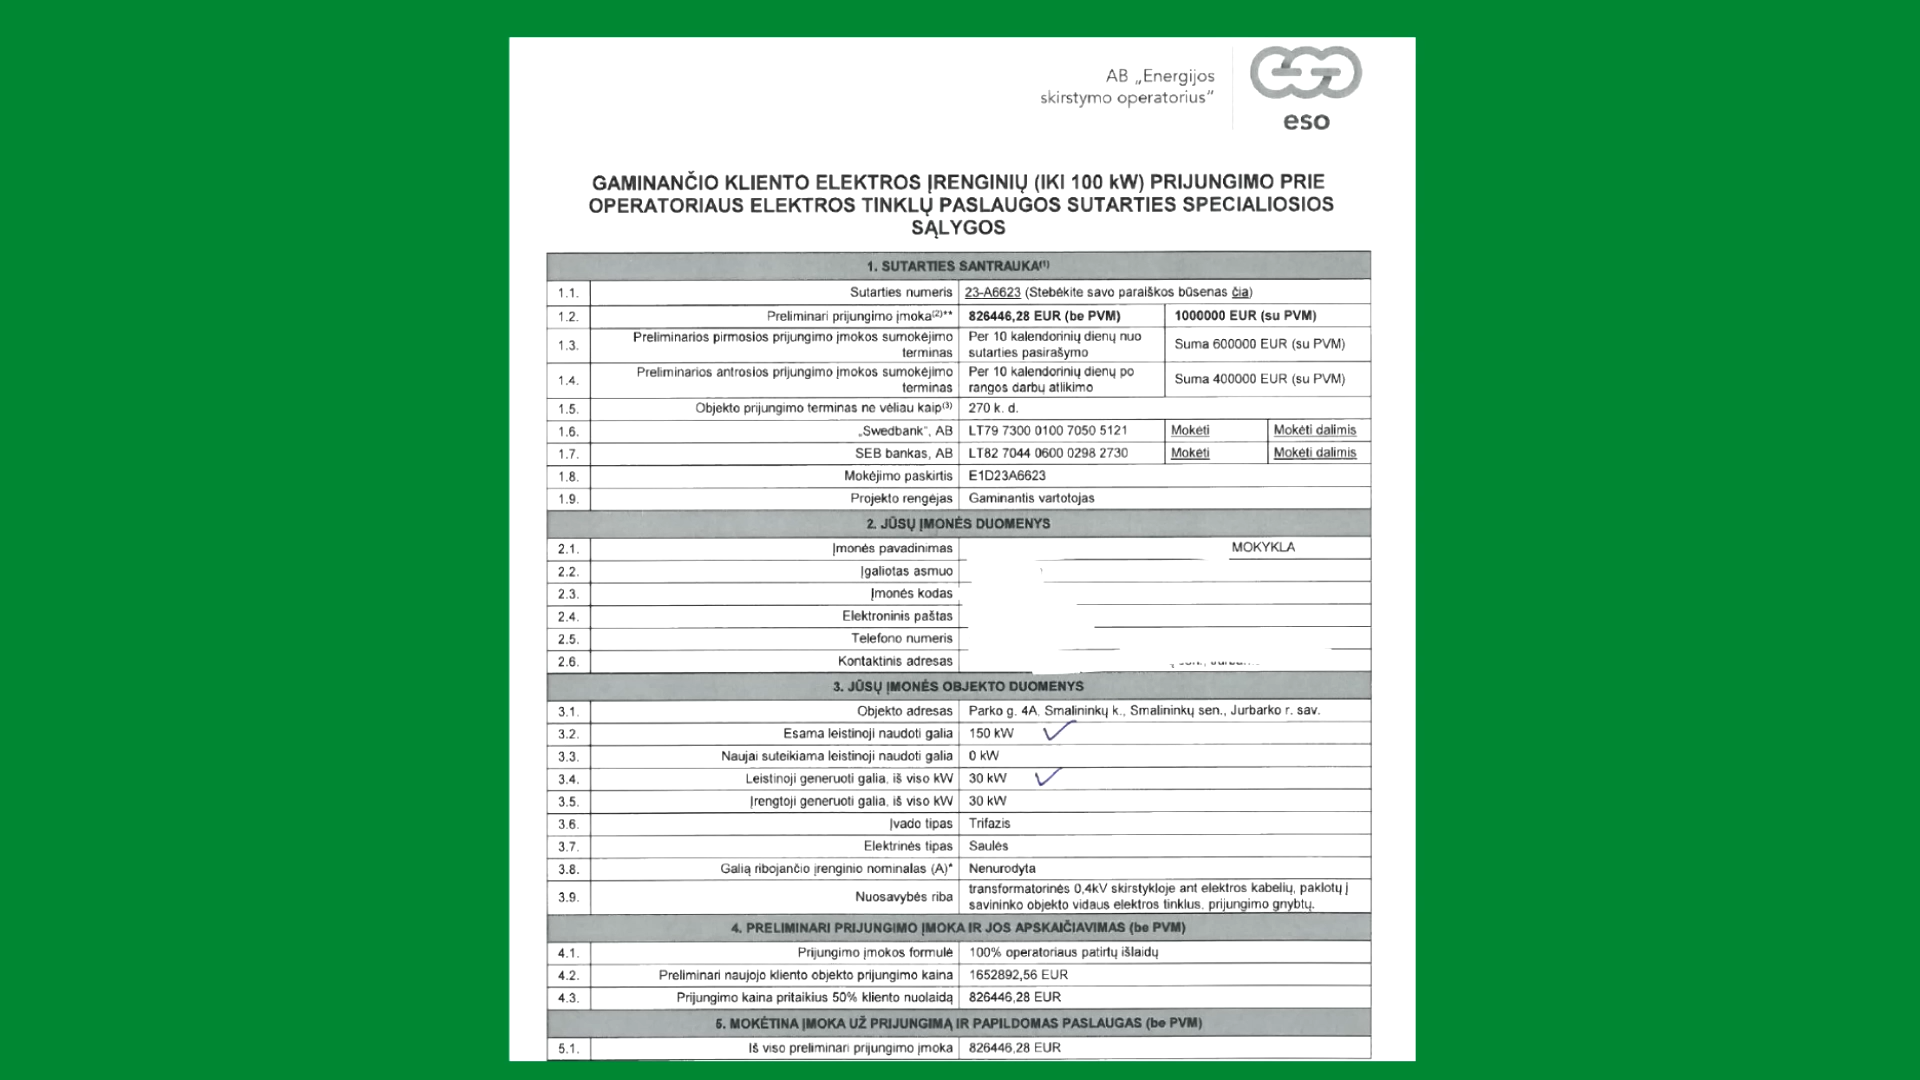 AB „Energijos
skirstymo operatorius“
eso
GAMINANČIO KLIENTO ELEKTROS ĮRENGINIŲ (IKI 100 kW) PRIJUNGIMO PRIE
OPERATORIAUS ELEKTROS TINKLŲ PASLAUGOS SUTARTIES SPECIALIOSIOS
SĄLYGOS
1. SUTARTIES SANTRAUKA(1)
1.1. Sutarties numeris 23-A6623 (Stebėkite savo paraiškos būsenas čia)
1.2. Preliminari prijungimo įmoka(2)** 826446,28 EUR (be PVM) 1000000 EUR (su PVM)
1.3. Preliminarios pirmosios prijungimo įmokos sumokėjimo terminas Per 10 kalendorinių dienų nuo sutarties pasirašymo Suma 600000 EUR (su PVM)
1.4. Preliminarios antrosios prijungimo įmokos sumokėjimo terminas Per 10 kalendorinių dienų po rangos darbų atlikimo Suma 400000 EUR (su PVM)
1.5. Objekto prijungimo terminas ne vėliau kaip(3) 270 k. d.
1.6. „Swedbank“, AB LT79 7300 0100 7050 5121 Mokėti Mokėti dalimis
1.7. SEB bankas, AB LT82 7044 0600 0298 2730 Mokėti Mokėti dalimis
1.8. Mokėjimo paskirtis E1D23A6623
1.9. Projekto rengėjas Gaminantis vartotojas
2. JŪSŲ ĮMONĖS DUOMENYS
2.1. Įmonės pavadinimas MOKYKLA
2.2. Įgaliotas asmuo
2.3. Įmonės kodas
2.4. Elektroninis paštas
2.5. Telefono numeris
2.6. Kontaktinis adresas
3. JŪSŲ ĮMONĖS OBJEKTO DUOMENYS
3.1. Objekto adresas Parko g. 4A, Smalininkų k., Smalininkų sen., Jurbarko r. sav.
3.2. Esama leistinoji naudoti galia 150 kW
3.3. Naujai suteikiama leistinoji naudoti galia 0 kW
3.4. Leistinoji generuoti galia, iš viso kW 30 kW
3.5. Įrengtoji generuoti galia, iš viso kW 30 kW
3.6. Įvado tipas Trifazis
3.7. Elektrinės tipas Saulės
3.8. Galią ribojančio įrenginio nominalas (A)* Nenurodyta
3.9. Nuosavybės riba transformatorinės 0,4kV skirstykloje ant elektros kabelių, paklotų į savininko objekto vidaus elektros tinklus, prijungimo gnybtų.
4. PRELIMINARI PRIJUNGIMO ĮMOKA IR JOS APSKAIČIAVIMAS (be PVM)
4.1. Prijungimo įmokos formulė 100% operatoriaus patirtų išlaidų
4.2. Preliminari naujojo kliento objekto prijungimo kaina 1652892,56 EUR
4.3. Prijungimo kaina pritaikius 50% kliento nuolaidą 826446,28 EUR
5. MOKĖTINA ĮMOKA UŽ PRIJUNGIMĄ IR PAPILDOMAS PASLAUGAS (be PVM)
5.1. Iš viso preliminari prijungimo įmoka 826446,28 EUR